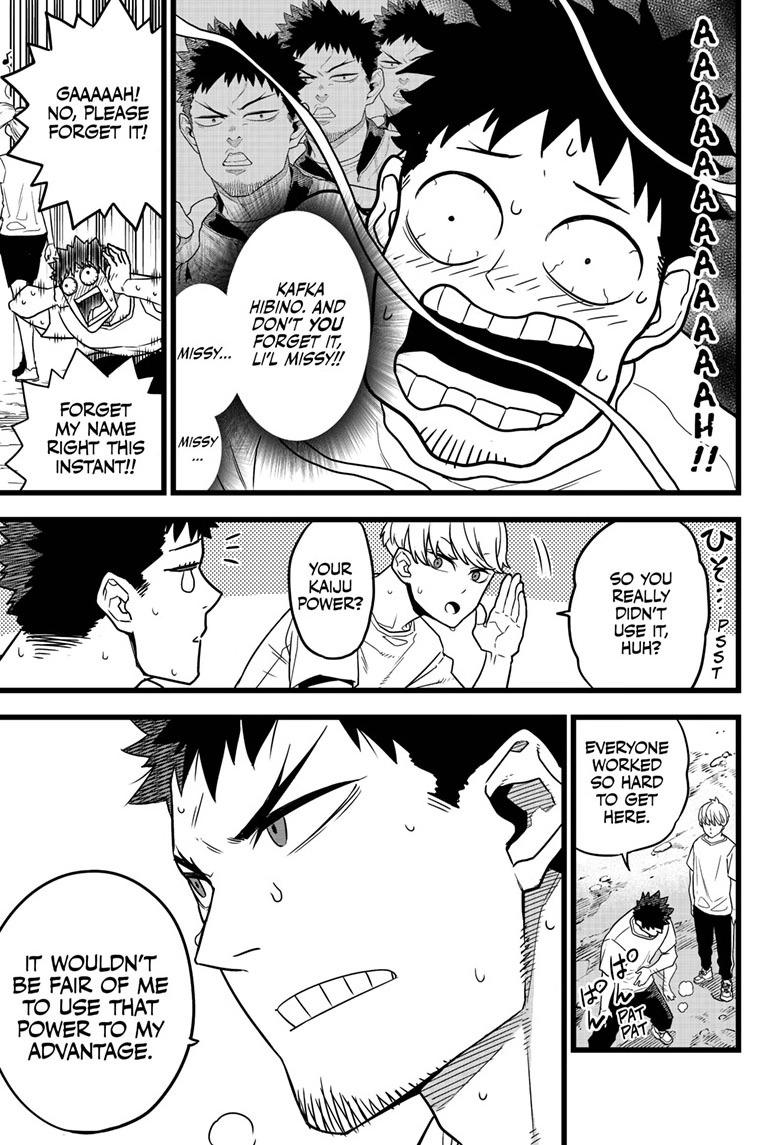 AAAAAAAAAAAAAAH!!
KAFKA
HIBINO. AND
DON'T YOU
FORGET IT,
LI'L MISSY!!
MISSY...
MISSY
...
GAAAAAH!
NO, PLEASE
FORGET IT!
FORGET
MY NAME
RIGHT THIS
INSTANT!!
ひそ…
PSST
SO YOU
REALLY
DIDN'T
USE IT,
HUH?
YOUR
KAIJU
POWER?
EVERYONE
WORKED
SO HARD
TO GET
HERE.
ぱん
ぱん
PAT
PAT
IT WOULDN'T
BE FAIR OF ME
TO USE THAT
POWER TO MY
ADVANTAGE.